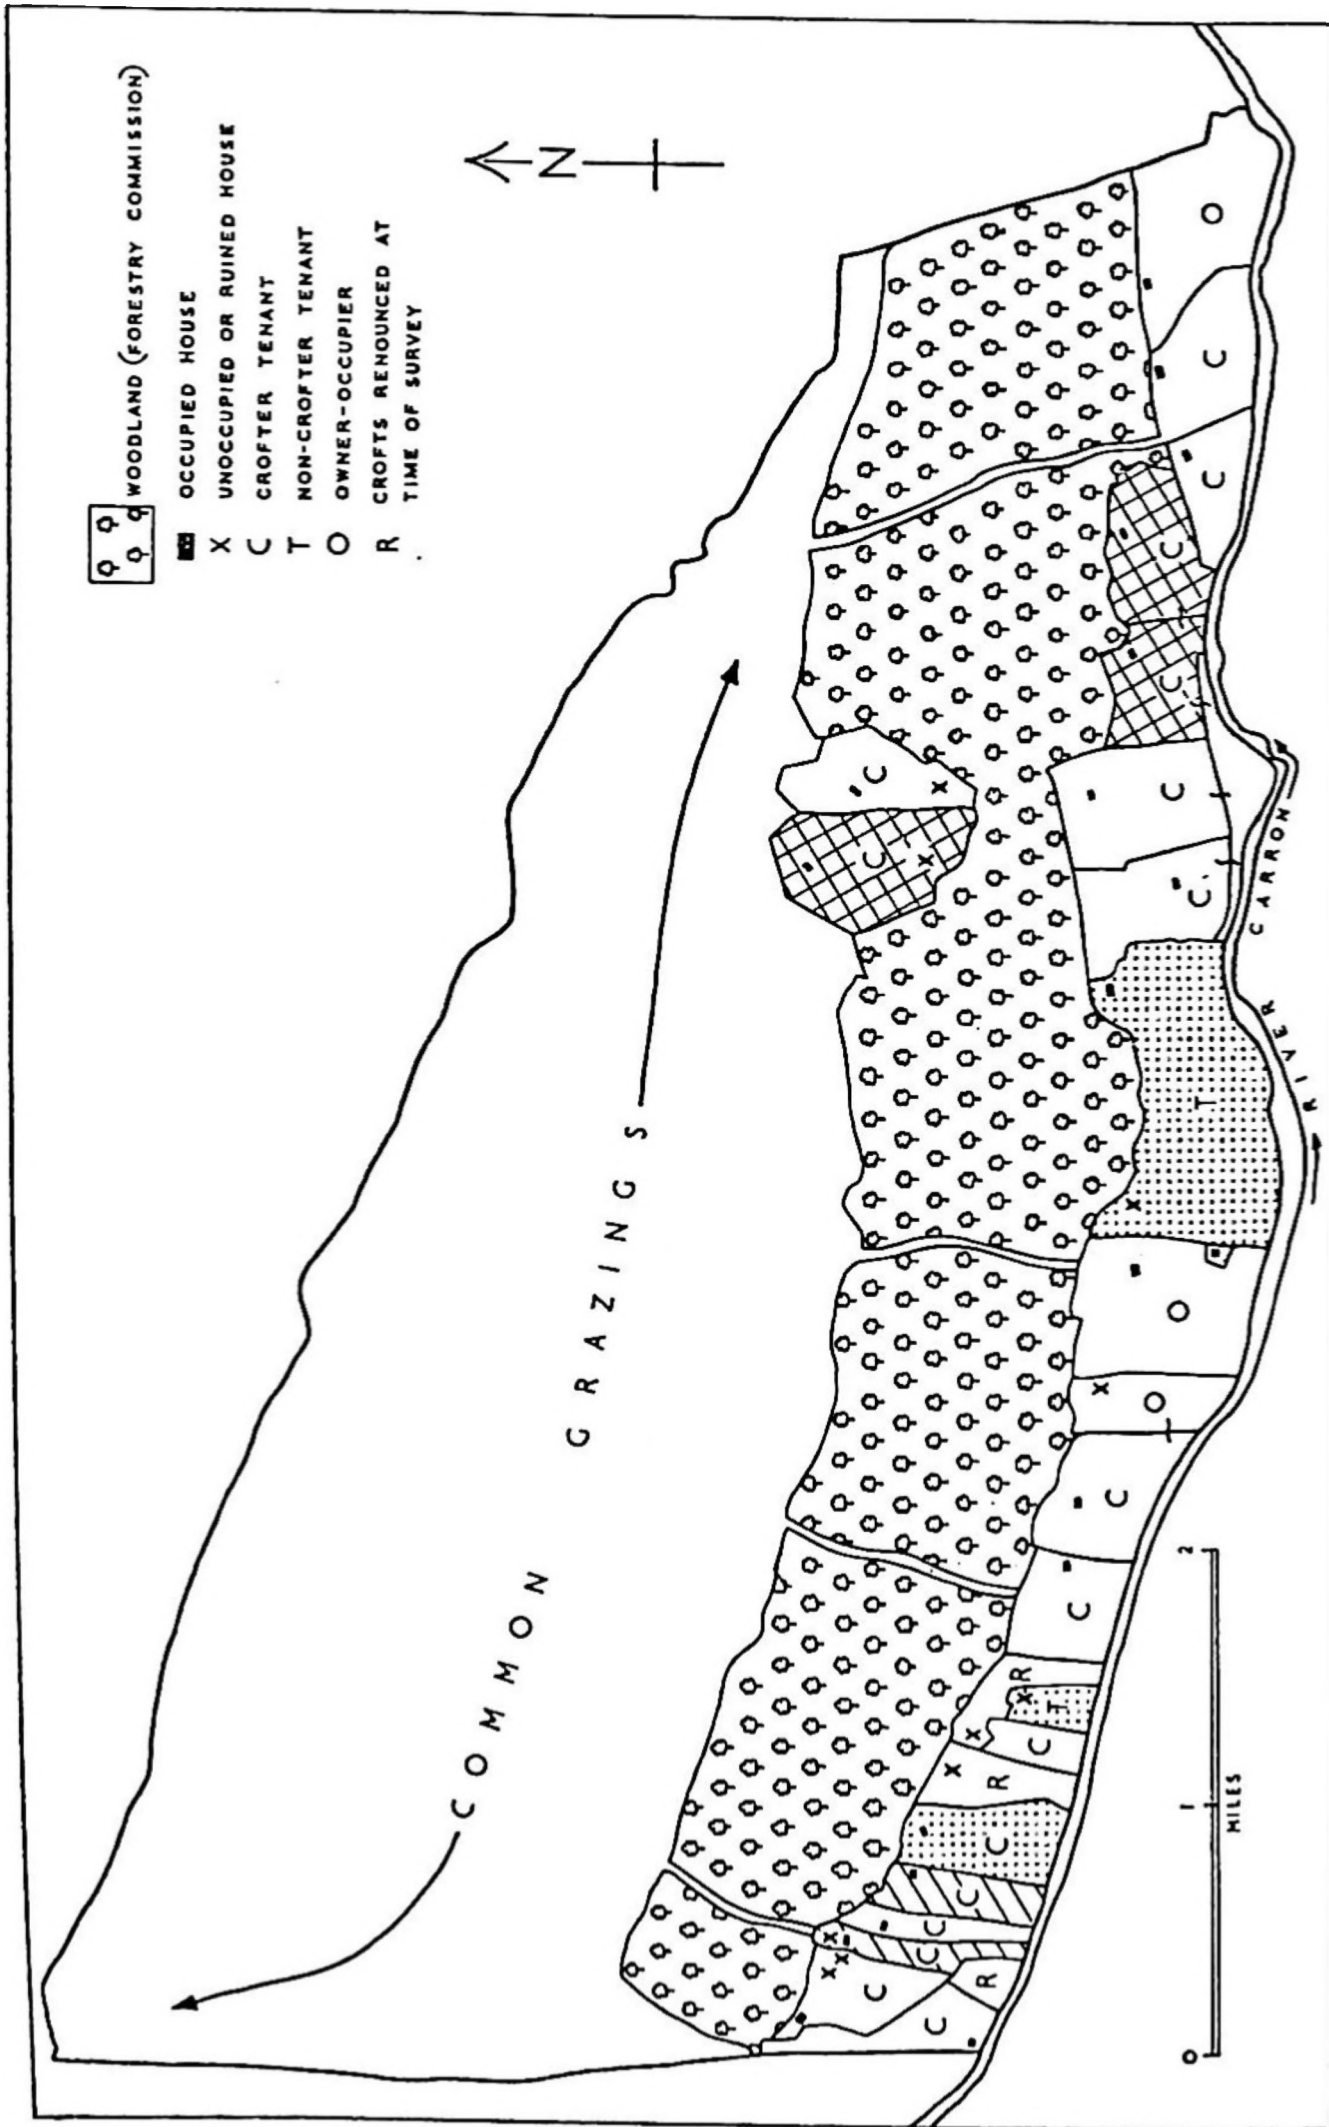 WOODLAND (FORESTRY COMMISSION)
OCCUPIED HOUSE
X UNOCCUPIED OR RUINED HOUSE
C CROFTER TENANT
T NON-CROFTER TENANT
O OWNER-OCCUPIER
R CROFTS RENOUNCED AT
TIME OF SURVEY
N
COMMON GRAZINGS
C
X
C
X
C
R
X
X
X
C
C
C
C
X
R
X
C
X
T
R
C
C
X
O
O
X
T
C
C
C
C
C
C
O
RIVER CARRON
0 1 2
MILES